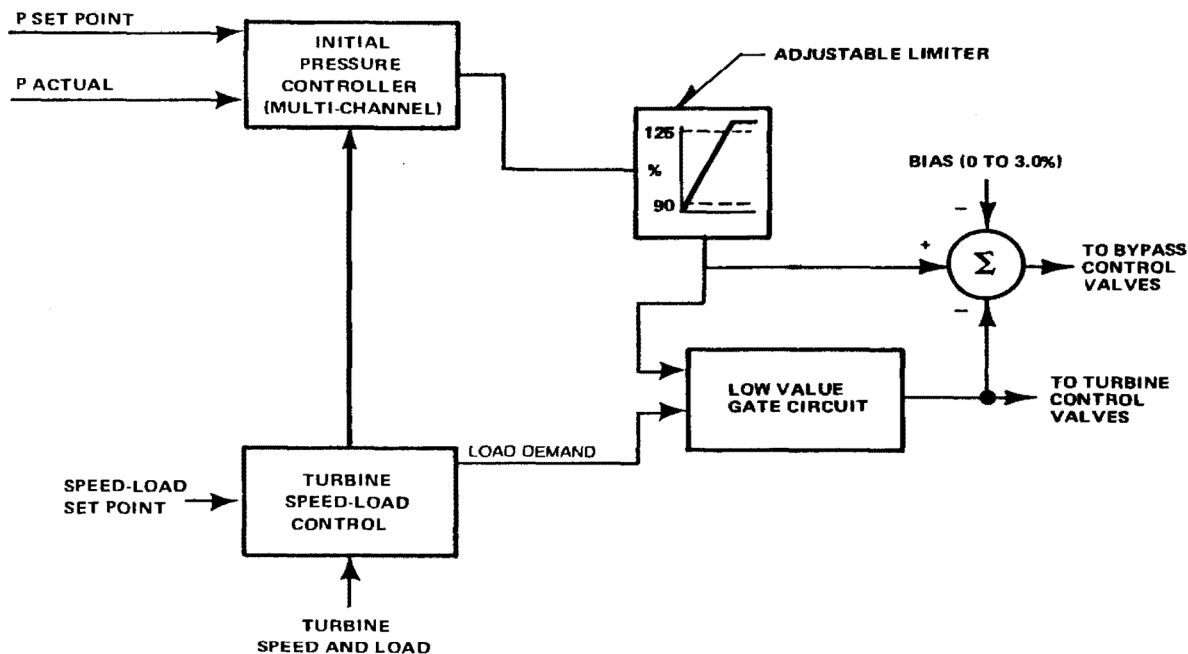 P SET POINT
P ACTUAL
INITIAL
PRESSURE
CONTROLLER
(MULTI-CHANNEL)
ADJUSTABLE LIMITER
125
%
90
BIAS (0 TO 3.0%)
−
+
Σ
−
TO BYPASS
CONTROL
VALVES
LOW VALUE
GATE CIRCUIT
TO TURBINE
CONTROL
VALVES
LOAD DEMAND
SPEED-LOAD
SET POINT
TURBINE
SPEED-LOAD
CONTROL
TURBINE
SPEED AND LOAD